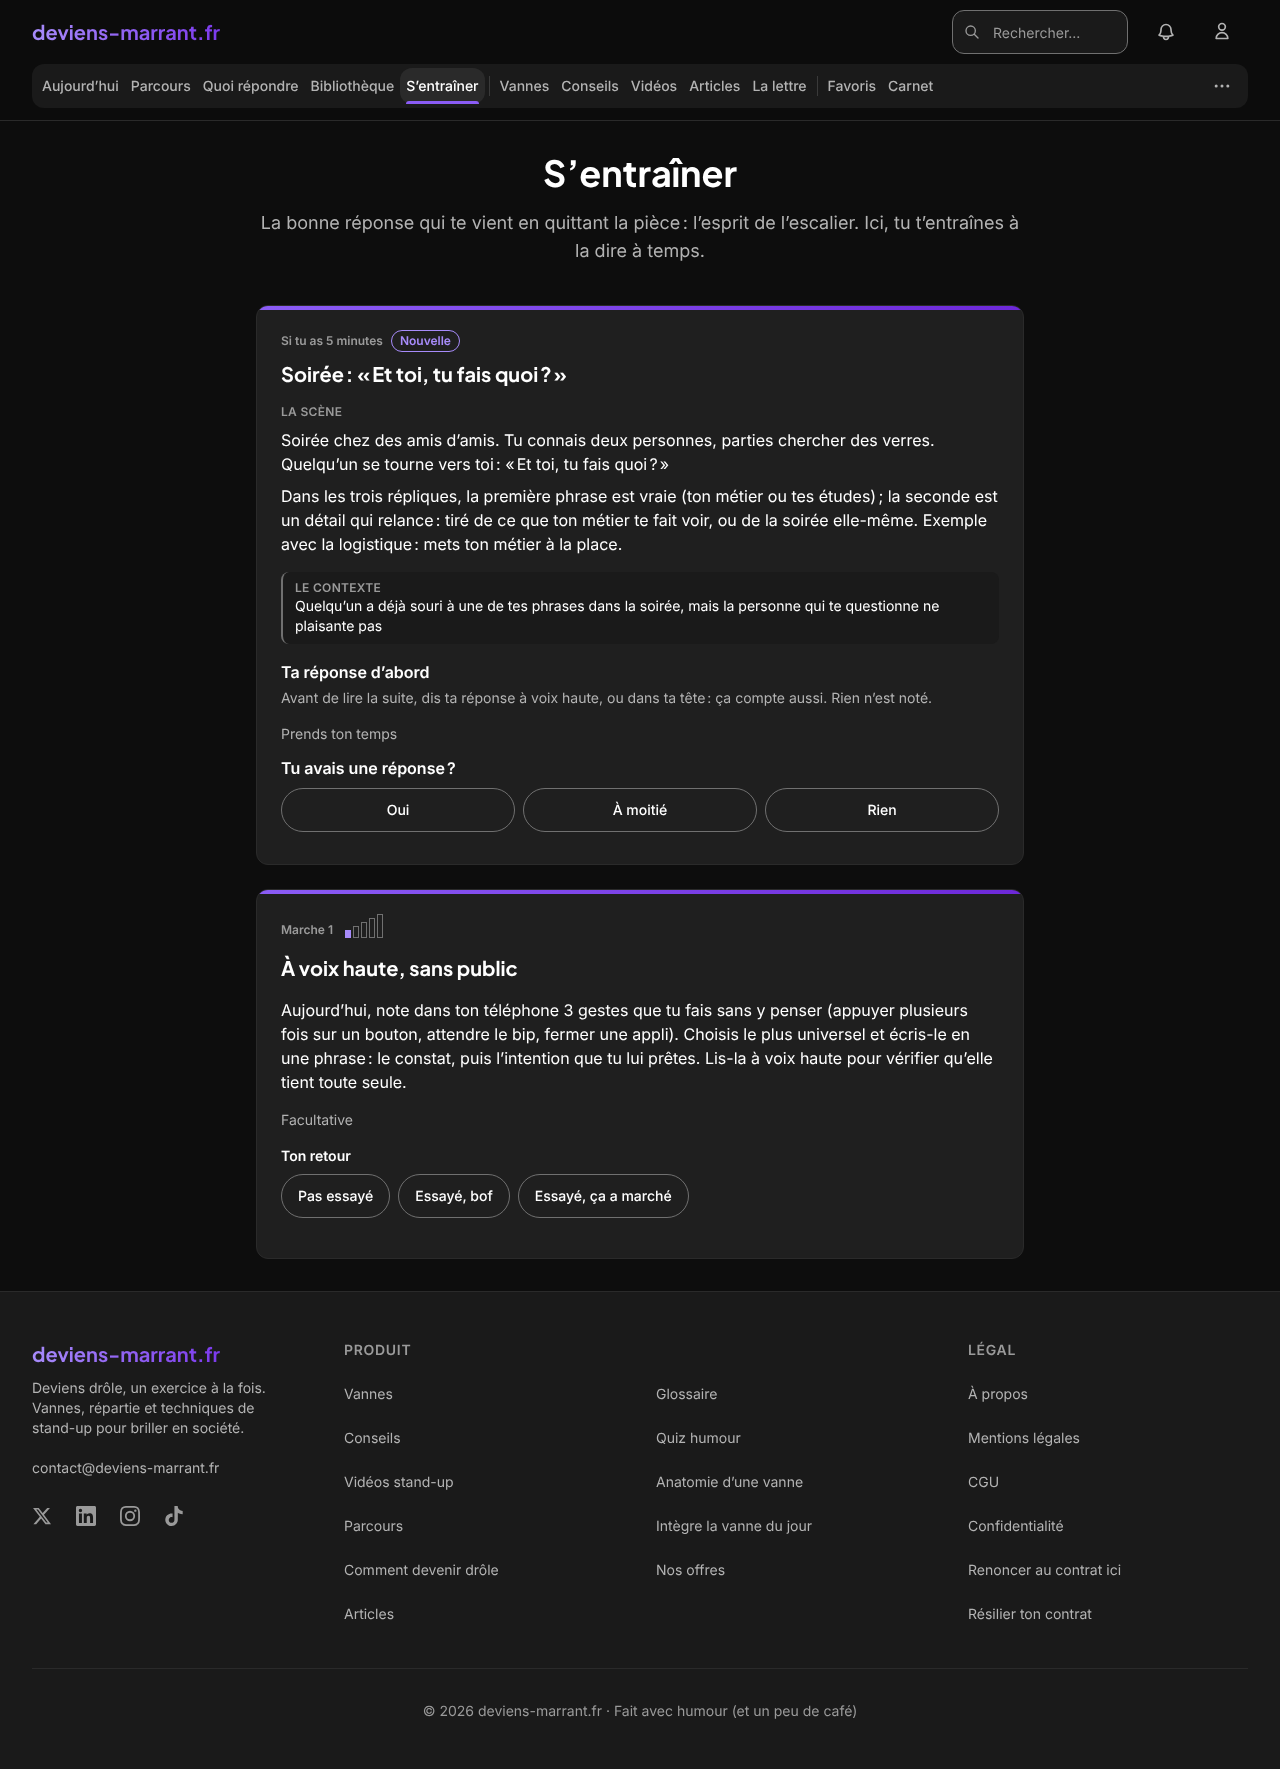 deviens-marrant.fr
Rechercher...
Aujourd’hui Parcours Quoi répondre Bibliothèque S’entraîner Vannes Conseils Vidéos Articles La lettre Favoris Carnet
S’entraîner
La bonne réponse qui te vient en quittant la pièce : l’esprit de l’escalier. Ici, tu t’entraînes à
la dire à temps.
Si tu as 5 minutes Nouvelle
Soirée : « Et toi, tu fais quoi ? »
LA SCÈNE
Soirée chez des amis d’amis. Tu connais deux personnes, parties chercher des verres.
Quelqu’un se tourne vers toi : « Et toi, tu fais quoi ? »
Dans les trois répliques, la première phrase est vraie (ton métier ou tes études) ; la seconde est
un détail qui relance : tiré de ce que ton métier te fait voir, ou de la soirée elle-même. Exemple
avec la logistique : mets ton métier à la place.
LE CONTEXTE
Quelqu’un a déjà souri à une de tes phrases dans la soirée, mais la personne qui te questionne ne
plaisante pas
Ta réponse d’abord
Avant de lire la suite, dis ta réponse à voix haute, ou dans ta tête : ça compte aussi. Rien n’est noté.
Prends ton temps
Tu avais une réponse ?
Oui À moitié Rien
Marche 1
À voix haute, sans public
Aujourd’hui, note dans ton téléphone 3 gestes que tu fais sans y penser (appuyer plusieurs
fois sur un bouton, attendre le bip, fermer une appli). Choisis le plus universel et écris-le en
une phrase : le constat, puis l’intention que tu lui prêtes. Lis-la à voix haute pour vérifier qu’elle
tient toute seule.
Facultative
Ton retour
Pas essayé Essayé, bof Essayé, ça a marché
deviens-marrant.fr
Deviens drôle, un exercice à la fois.
Vannes, répartie et techniques de
stand-up pour briller en société.
contact@deviens-marrant.fr
PRODUIT
Vannes
Conseils
Vidéos stand-up
Parcours
Comment devenir drôle
Articles
Glossaire
Quiz humour
Anatomie d’une vanne
Intègre la vanne du jour
Nos offres
LÉGAL
À propos
Mentions légales
CGU
Confidentialité
Renoncer au contrat ici
Résilier ton contrat
© 2026 deviens-marrant.fr · Fait avec humour (et un peu de café)